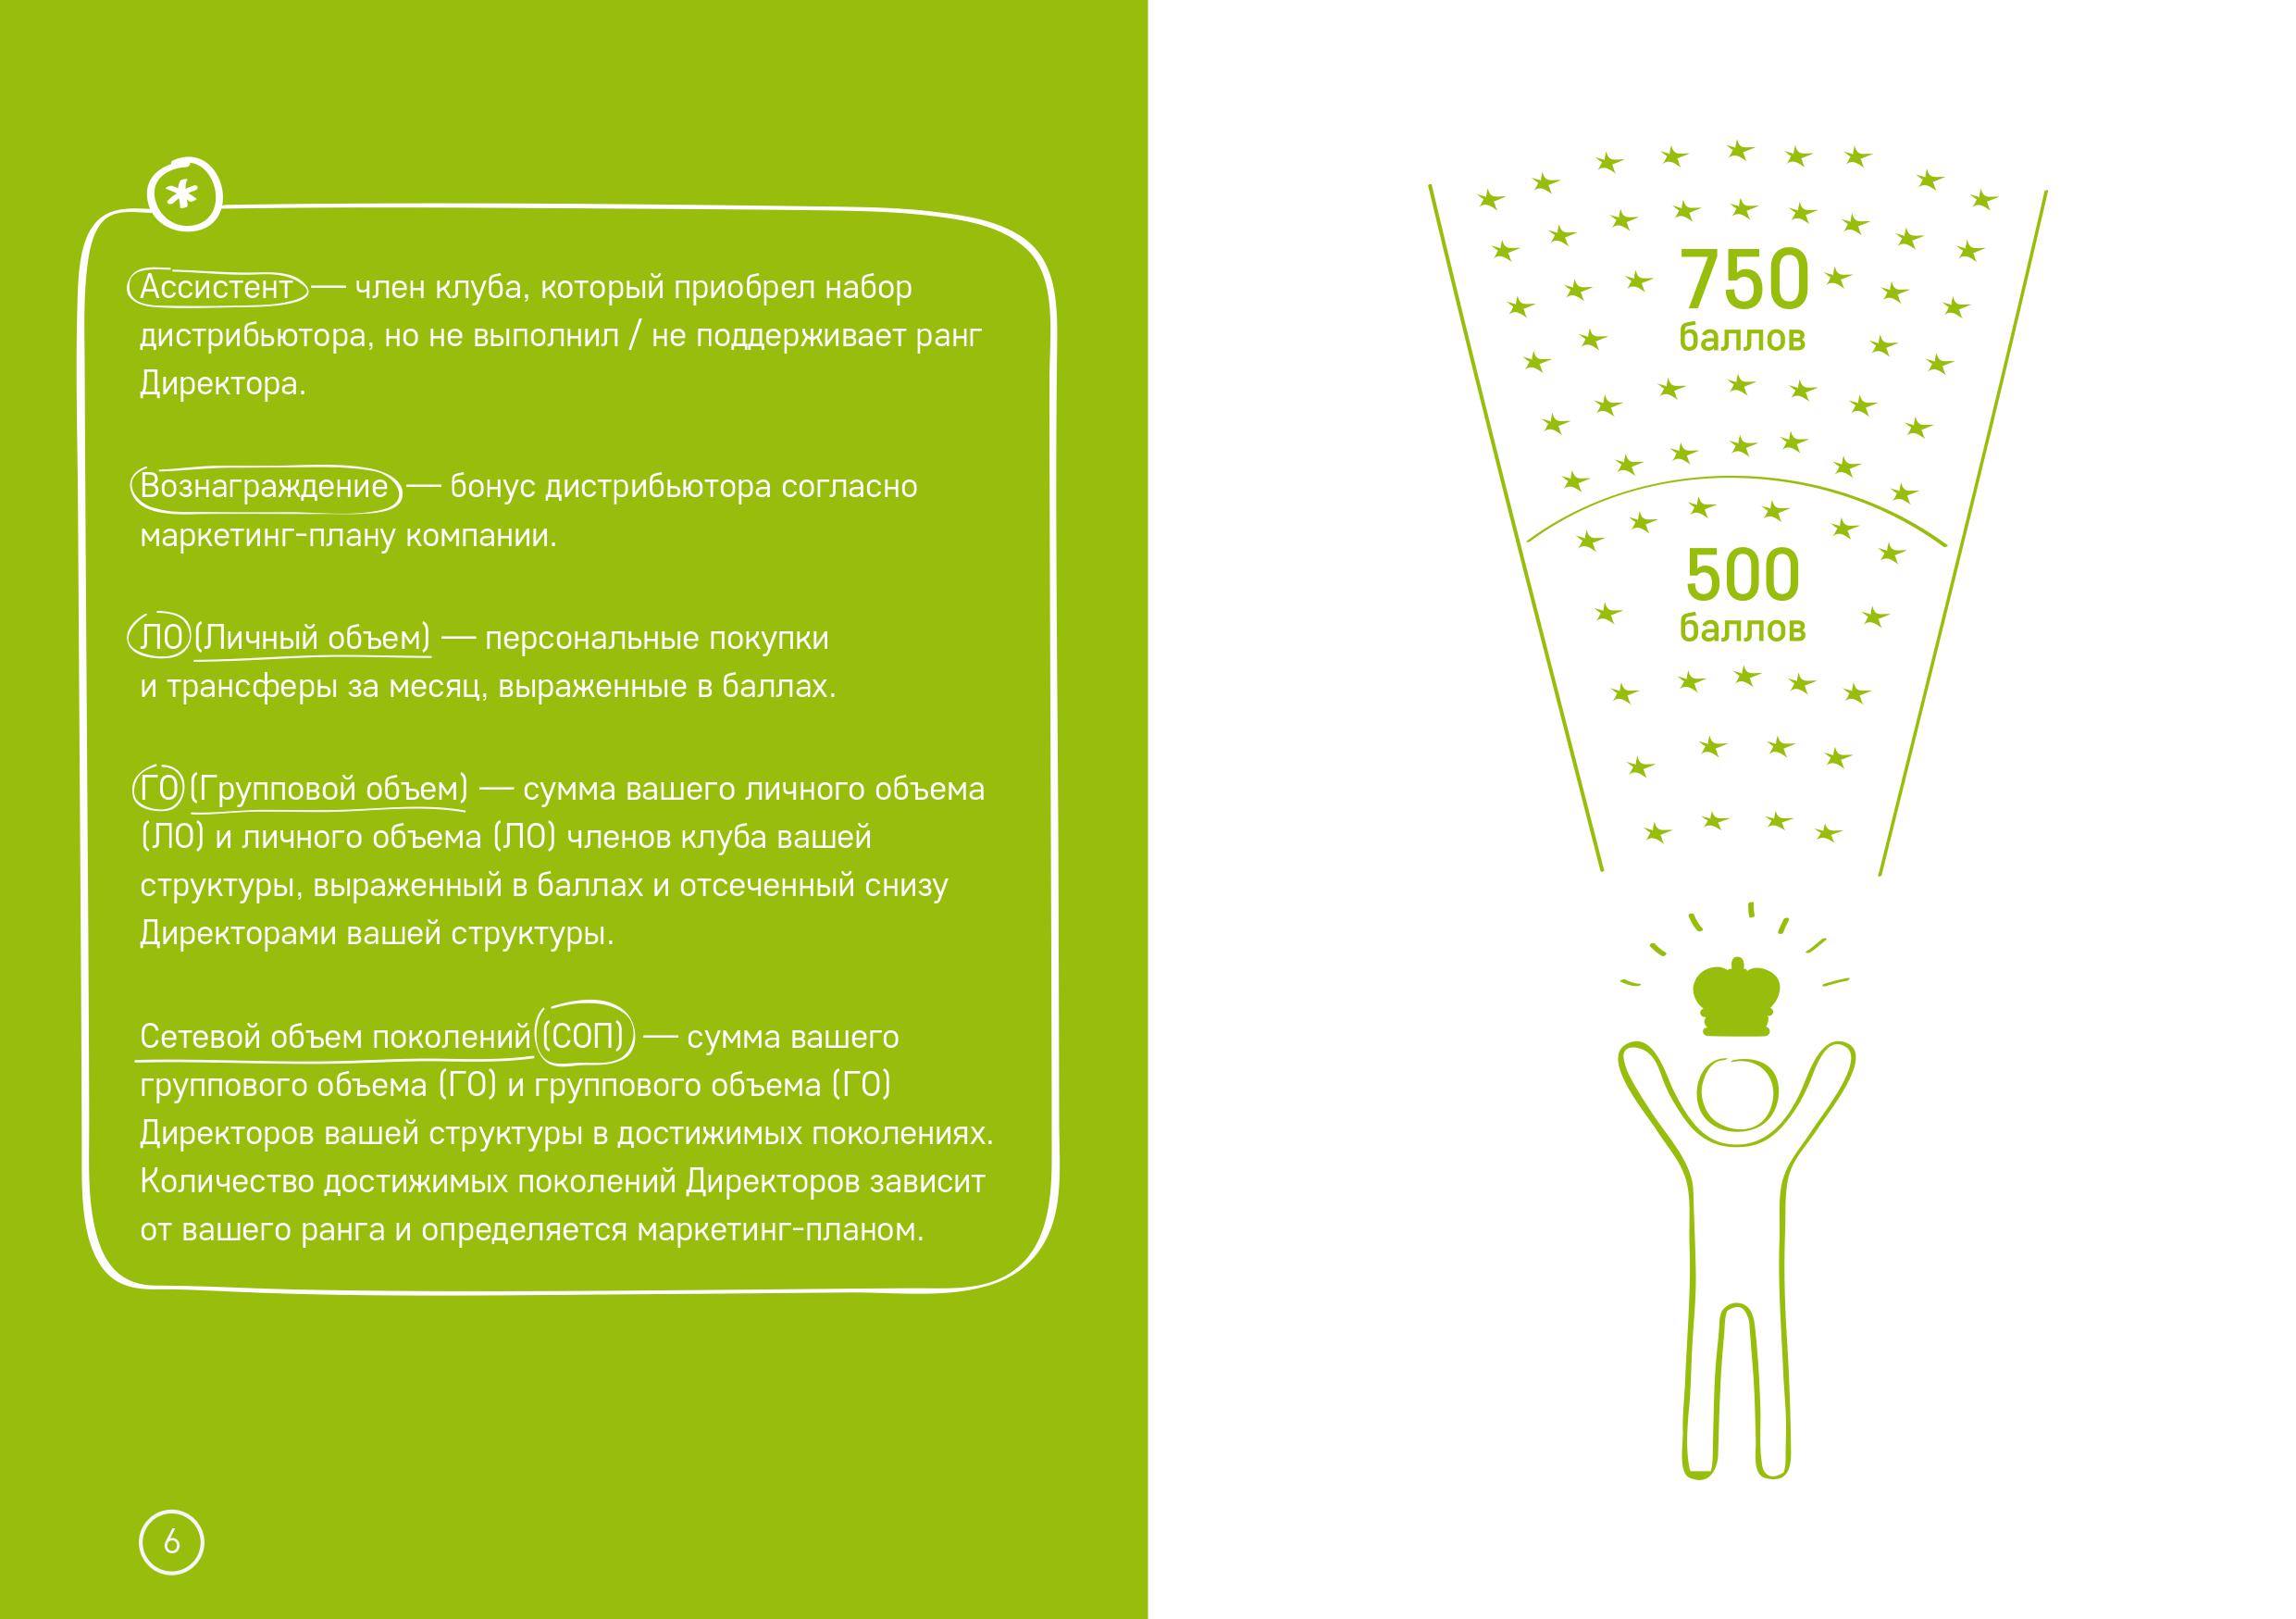 *
Ассистент — член клуба, который приобрел набор
дистрибьютора, но не выполнил / не поддерживает ранг
Директора.
Вознаграждение — бонус дистрибьютора согласно
маркетинг-плану компании.
ЛО (Личный объем) — персональные покупки
и трансферы за месяц, выраженные в баллах.
ГО (Групповой объем) — сумма вашего личного объема
(ЛО) и личного объема (ЛО) членов клуба вашей
структуры, выраженный в баллах и отсеченный снизу
Директорами вашей структуры.
Сетевой объем поколений (СОП) — сумма вашего
группового объема (ГО) и группового объема (ГО)
Директоров вашей структуры в достижимых поколениях.
Количество достижимых поколений Директоров зависит
от вашего ранга и определяется маркетинг-планом.
6
750
баллов
500
баллов